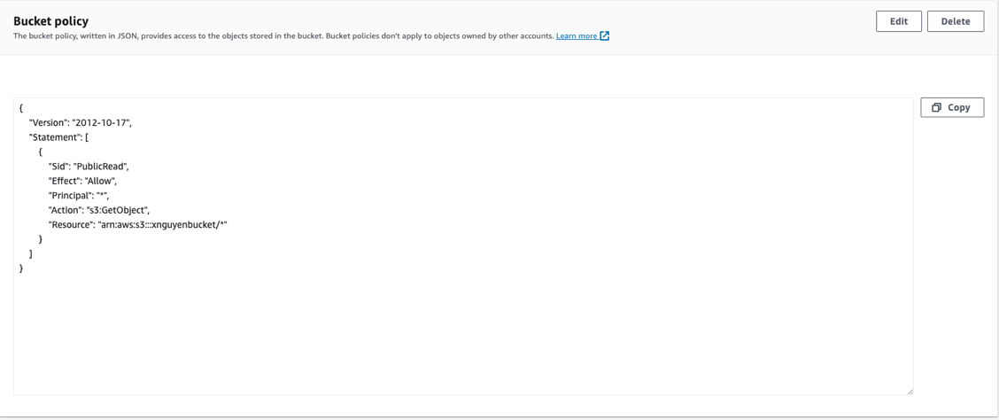 Bucket policy
Edit
Delete
The bucket policy, written in JSON, provides access to the objects stored in the bucket. Bucket policies don't apply to objects owned by other accounts. Learn more
Copy
{
"Version": "2012-10-17",
"Statement": [
{
"Sid": "PublicRead",
"Effect": "Allow",
"Principal": "*",
"Action": "s3:GetObject",
"Resource": "arn:aws:s3:::xnguyenbucket/*"
}
]
}